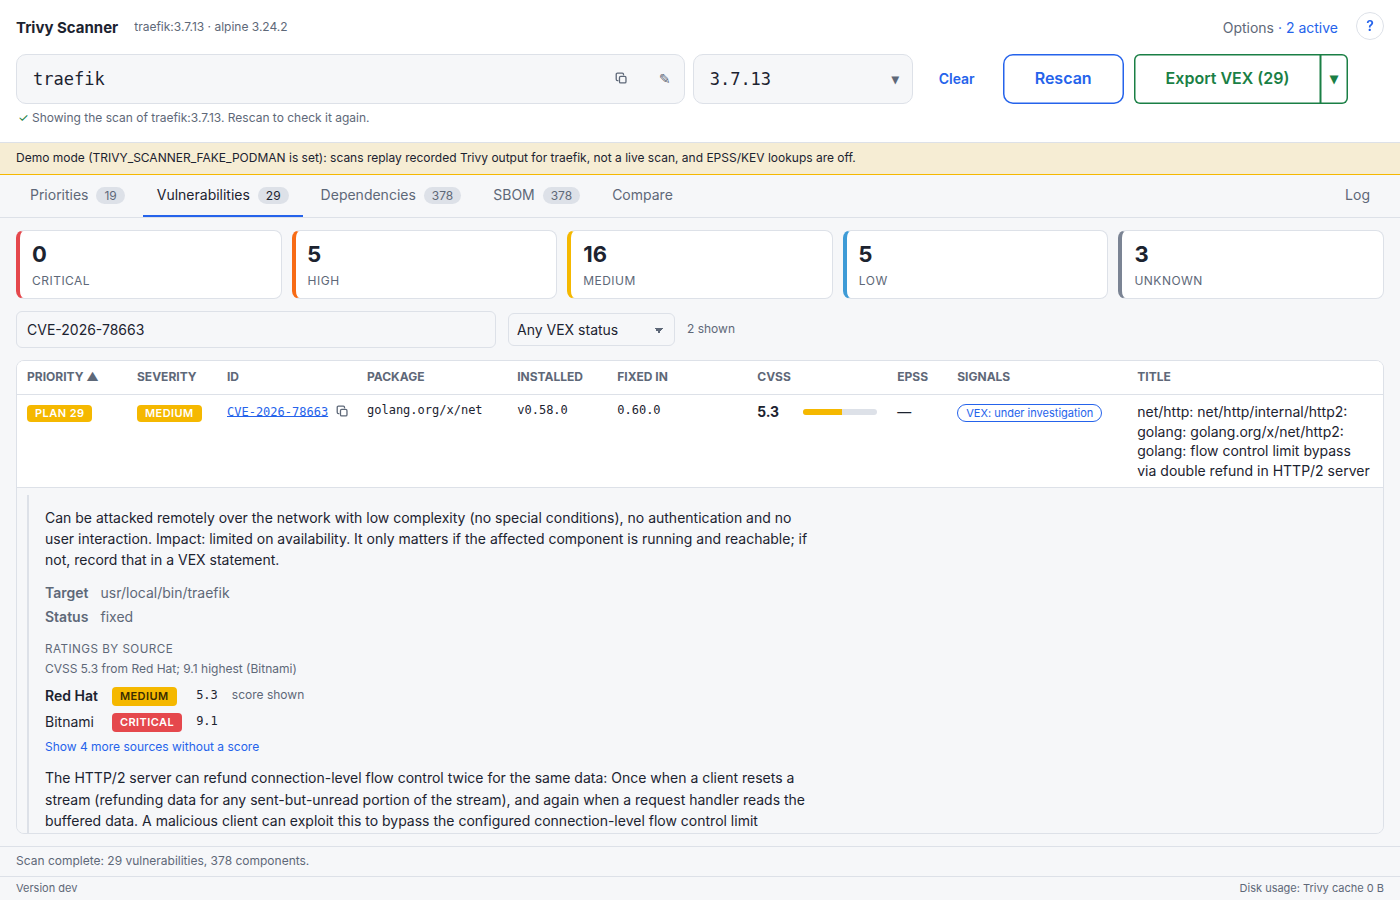 Trivy Scanner traefik:3.7.13 · alpine 3.24.2 Options · 2 active ?
traefik 3.7.13 ▼ Clear Rescan Export VEX (29) ▼
✓ Showing the scan of traefik:3.7.13. Rescan to check it again.
Demo mode (TRIVY_SCANNER_FAKE_PODMAN is set): scans replay recorded Trivy output for traefik, not a live scan, and EPSS/KEV lookups are off.
Priorities 19 Vulnerabilities 29 Dependencies 378 SBOM 378 Compare Log
0 5 16 5 3
CRITICAL HIGH MEDIUM LOW UNKNOWN
CVE-2026-78663 Any VEX status 2 shown
PRIORITY ▲ SEVERITY ID PACKAGE INSTALLED FIXED IN CVSS EPSS SIGNALS TITLE
PLAN 29 MEDIUM CVE-2026-78663 golang.org/x/net v0.58.0 0.60.0 5.3 — VEX: under investigation net/http: net/http/internal/http2:
golang: golang.org/x/net/http2:
golang: flow control limit bypass
via double refund in HTTP/2 server
Can be attacked remotely over the network with low complexity (no special conditions), no authentication and no
user interaction. Impact: limited on availability. It only matters if the affected component is running and reachable; if
not, record that in a VEX statement.
Target usr/local/bin/traefik
Status fixed
RATINGS BY SOURCE
CVSS 5.3 from Red Hat; 9.1 highest (Bitnami)
Red Hat MEDIUM 5.3 score shown
Bitnami CRITICAL 9.1
Show 4 more sources without a score
The HTTP/2 server can refund connection-level flow control twice for the same data: Once when a client resets a
stream (refunding data for any sent-but-unread portion of the stream), and again when a request handler reads the
buffered data. A malicious client can exploit this to bypass the configured connection-level flow control limit
Scan complete: 29 vulnerabilities, 378 components.
Version dev Disk usage: Trivy cache 0 B